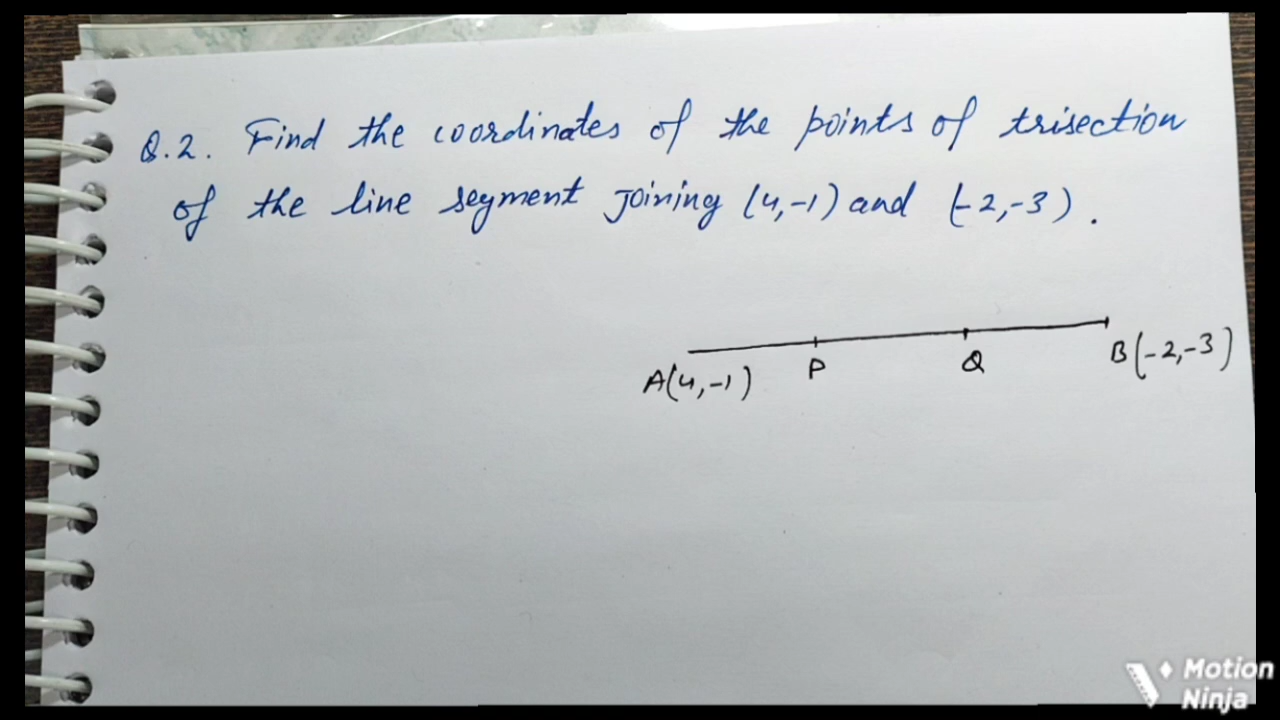 Q.2. Find the coordinates of the points of trisection
of the line segment joining (4,-1) and (-2,-3).
A(4,-1) P Q B(-2,-3)
Motion
Ninja